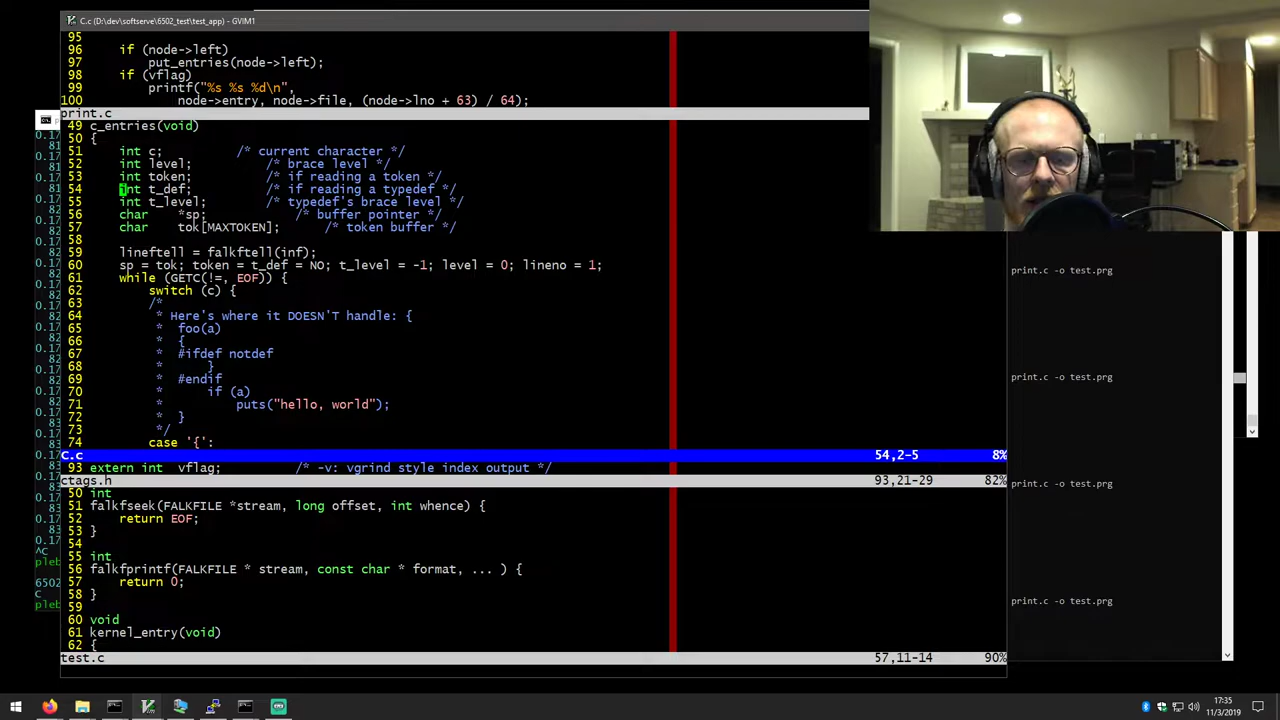 C.c (D:\dev\softserve\6502_test\test_app) - GVIM1
95
96 if (node->left)
97 put_entries(node->left);
98 if (vflag)
99 printf("%s %s %d\n",
100 node->entry, node->file, (node->lno + 63) / 64);
print.c
49 c_entries(void)
50 {
51 int c; /* current character */
52 int level; /* brace level */
53 int token; /* if reading a token */
54 int t_def; /* if reading a typedef */
55 int t_level; /* typedef's brace level */
56 char *sp; /* buffer pointer */
57 char tok[MAXTOKEN]; /* token buffer */
58
59 lineftell = falkftell(inf);
60 sp = tok; token = t_def = NO; t_level = -1; level = 0; lineno = 1;
61 while (GETC(!=, EOF)) {
62 switch (c) {
63 /*
64 * Here's where it DOESN'T handle: {
65 * foo(a)
66 * {
67 * #ifdef notdef
68 * }
69 * #endif
70 * if (a)
71 * puts("hello, world");
72 * }
73 */
74 case '{':
C.c 54,2-5 8%
93 extern int vflag; /* -v: vgrind style index output */
ctags.h 93,21-29 82%
50 int
51 falkfseek(FALKFILE *stream, long offset, int whence) {
52 return EOF;
53 }
54
55 int
56 falkfprintf(FALKFILE * stream, const char * format, ... ) {
57 return 0;
58 }
59
60 void
61 kernel_entry(void)
62 {
test.c 57,11-14 90%
print.c -o test.prg
print.c -o test.prg
print.c -o test.prg
print.c -o test.prg
^C
pleb
6502
C
pleb
17:35
11/3/2019